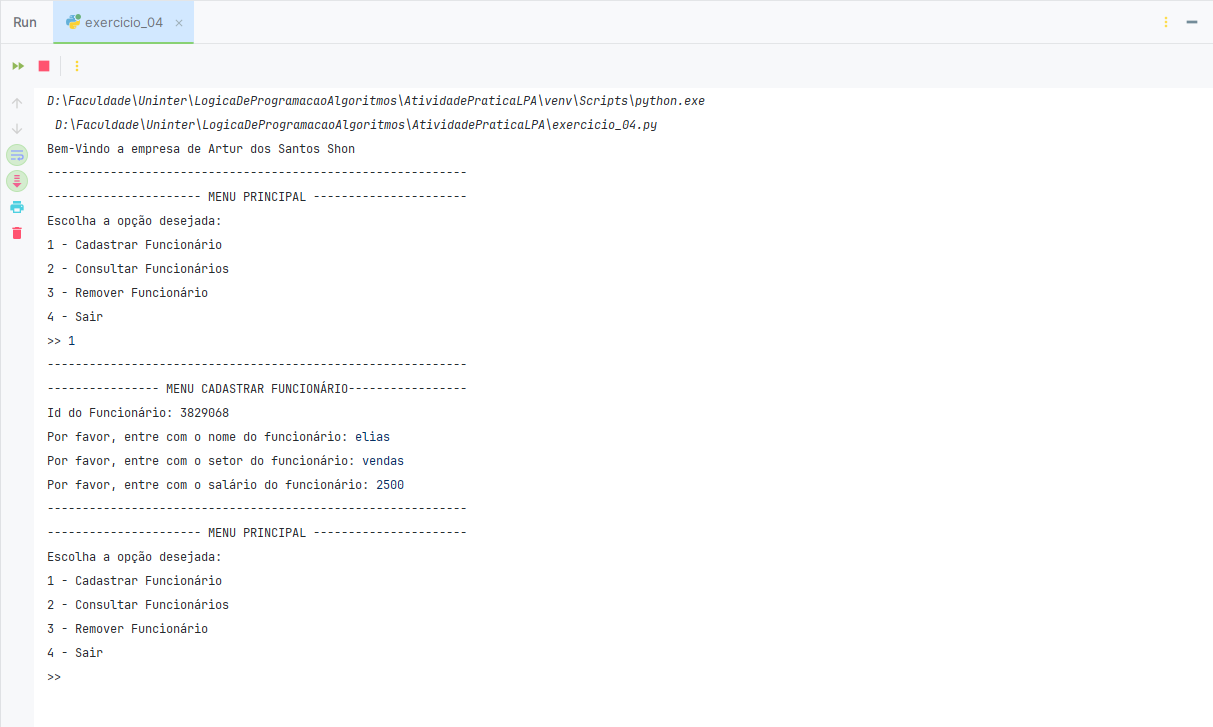 Run exercicio_04
D:\Faculdade\Uninter\LogicaDeProgramacaoAlgoritmos\AtividadePraticaLPA\venv\Scripts\python.exe
D:\Faculdade\Uninter\LogicaDeProgramacaoAlgoritmos\AtividadePraticaLPA\exercicio_04.py
Bem-Vindo a empresa de Artur dos Santos Shon
------------------------------------------------------------
---------------------- MENU PRINCIPAL ----------------------
Escolha a opção desejada:
1 - Cadastrar Funcionário
2 - Consultar Funcionários
3 - Remover Funcionário
4 - Sair
>> 1
------------------------------------------------------------
---------------- MENU CADASTRAR FUNCIONÁRIO-----------------
Id do Funcionário: 3829068
Por favor, entre com o nome do funcionário: elias
Por favor, entre com o setor do funcionário: vendas
Por favor, entre com o salário do funcionário: 2500
------------------------------------------------------------
---------------------- MENU PRINCIPAL ----------------------
Escolha a opção desejada:
1 - Cadastrar Funcionário
2 - Consultar Funcionários
3 - Remover Funcionário
4 - Sair
>>